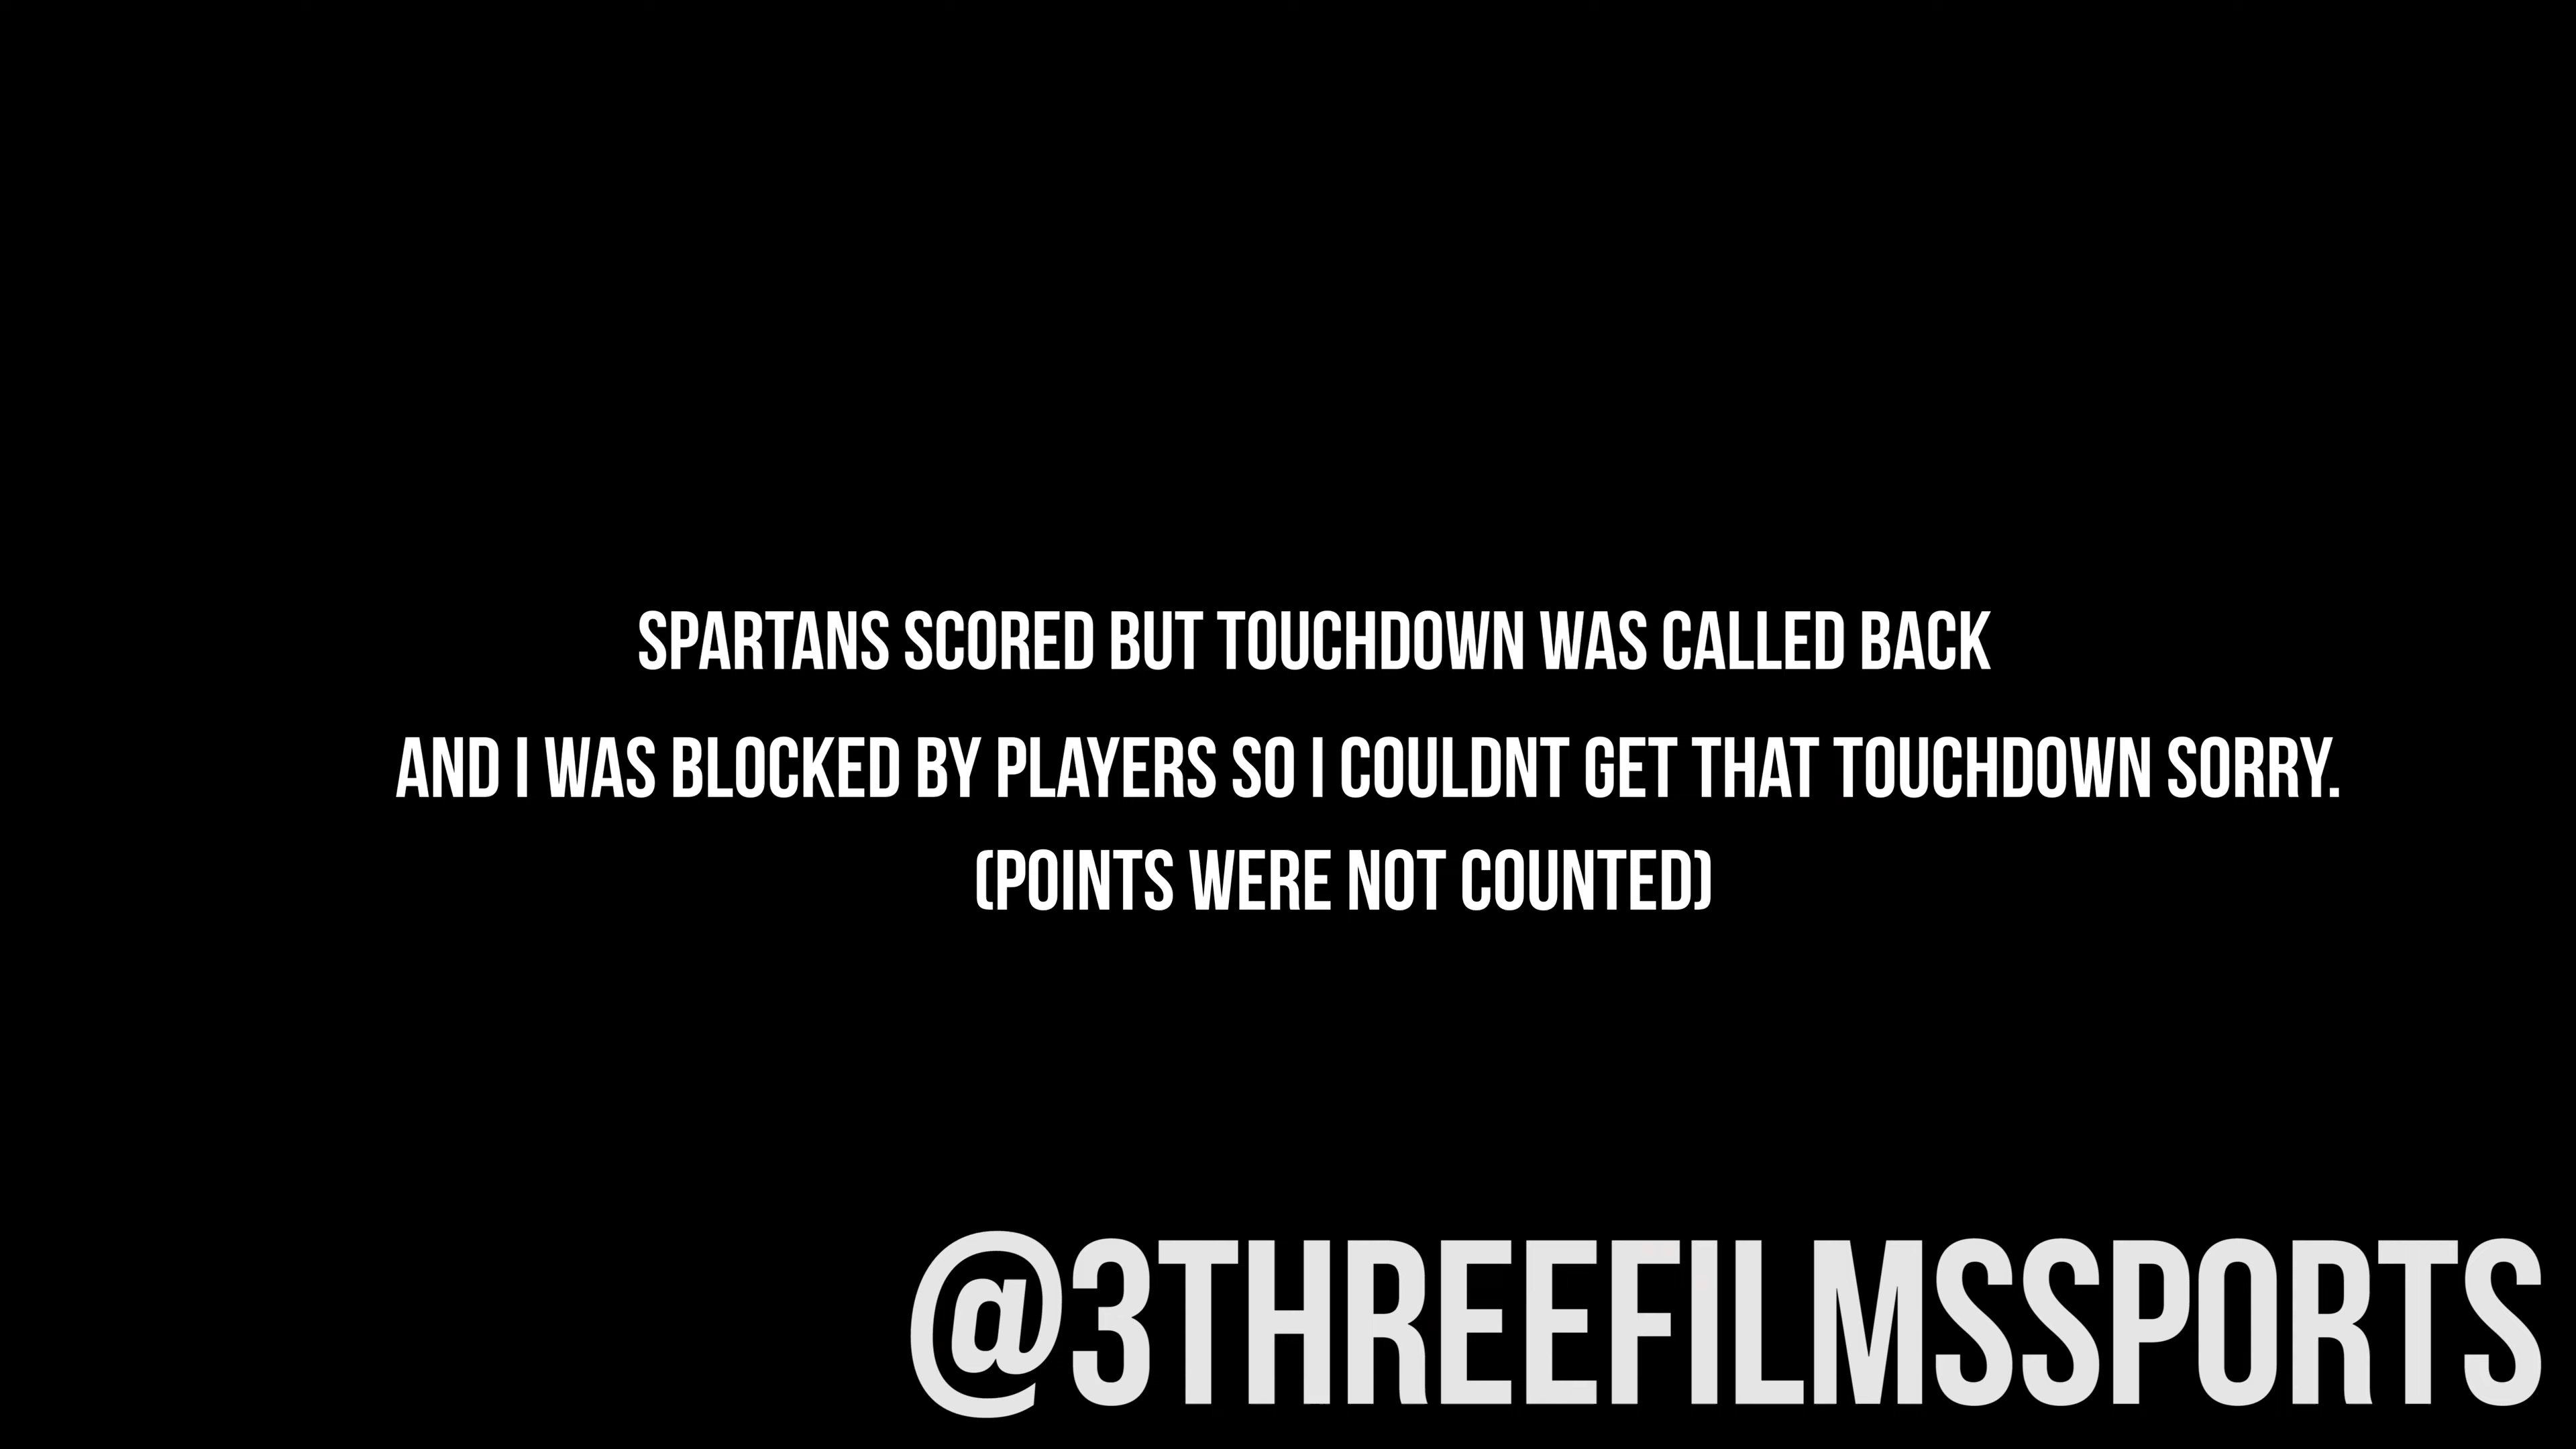 SPARTANS SCORED BUT TOUCHDOWN WAS CALLED BACK
AND I WAS BLOCKED BY PLAYERS SO I COULDNT GET THAT TOUCHDOWN SORRY.
(POINTS WERE NOT COUNTED)
@3THREEFILMSSPORTS